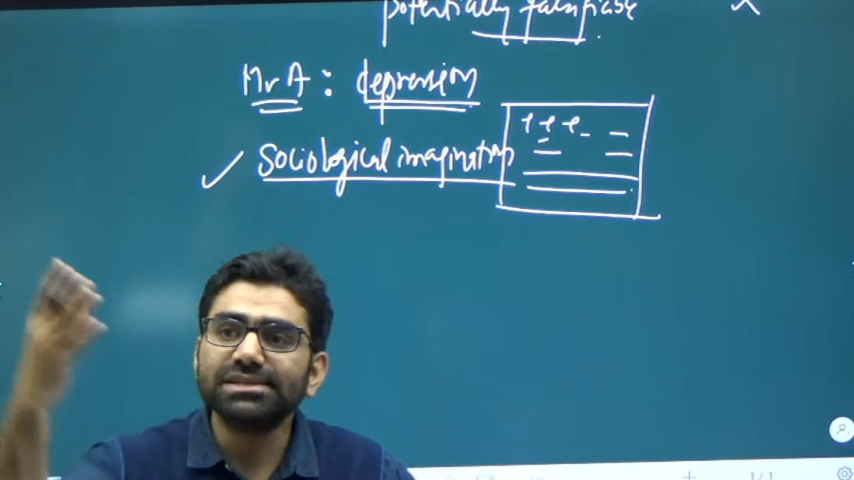 potentially falsifiable
Mr A : depression
✓ Sociological imagination